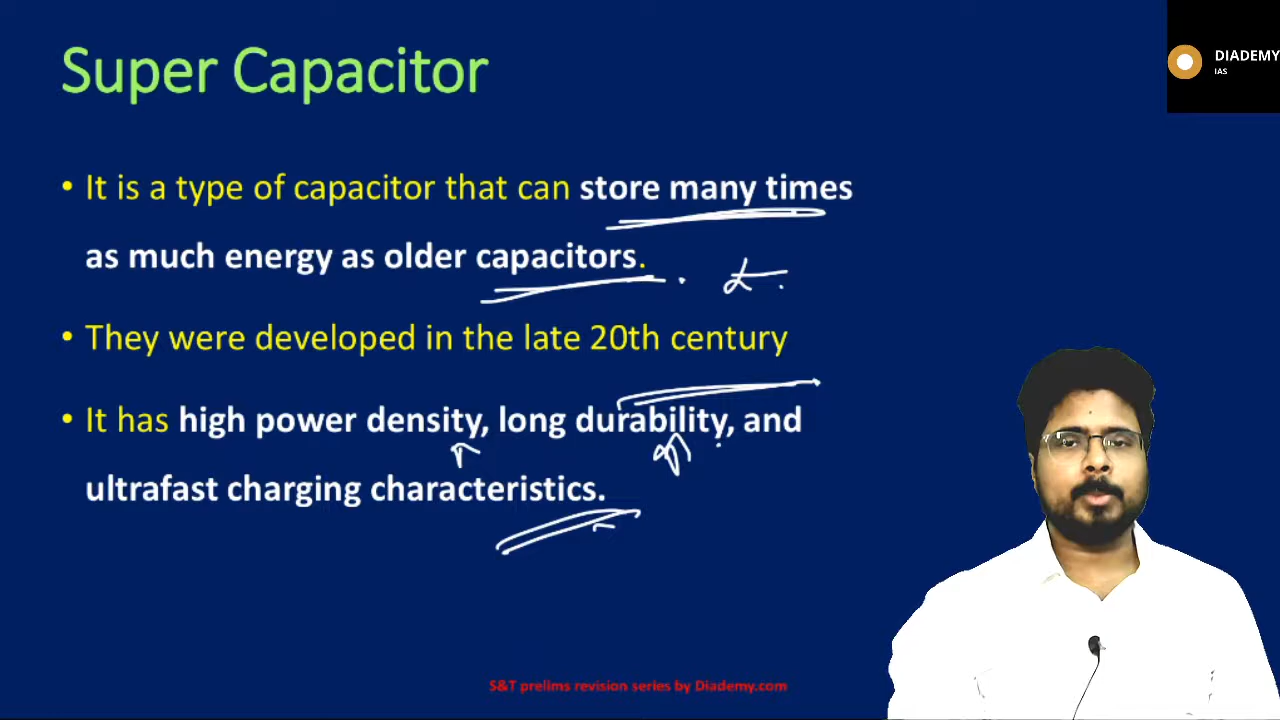 Super Capacitor
DIADEMY
IAS
• It is a type of capacitor that can store many times
as much energy as older capacitors.
• They were developed in the late 20th century
• It has high power density, long durability, and
ultrafast charging characteristics.
S&T prelims revision series by Diademy.com